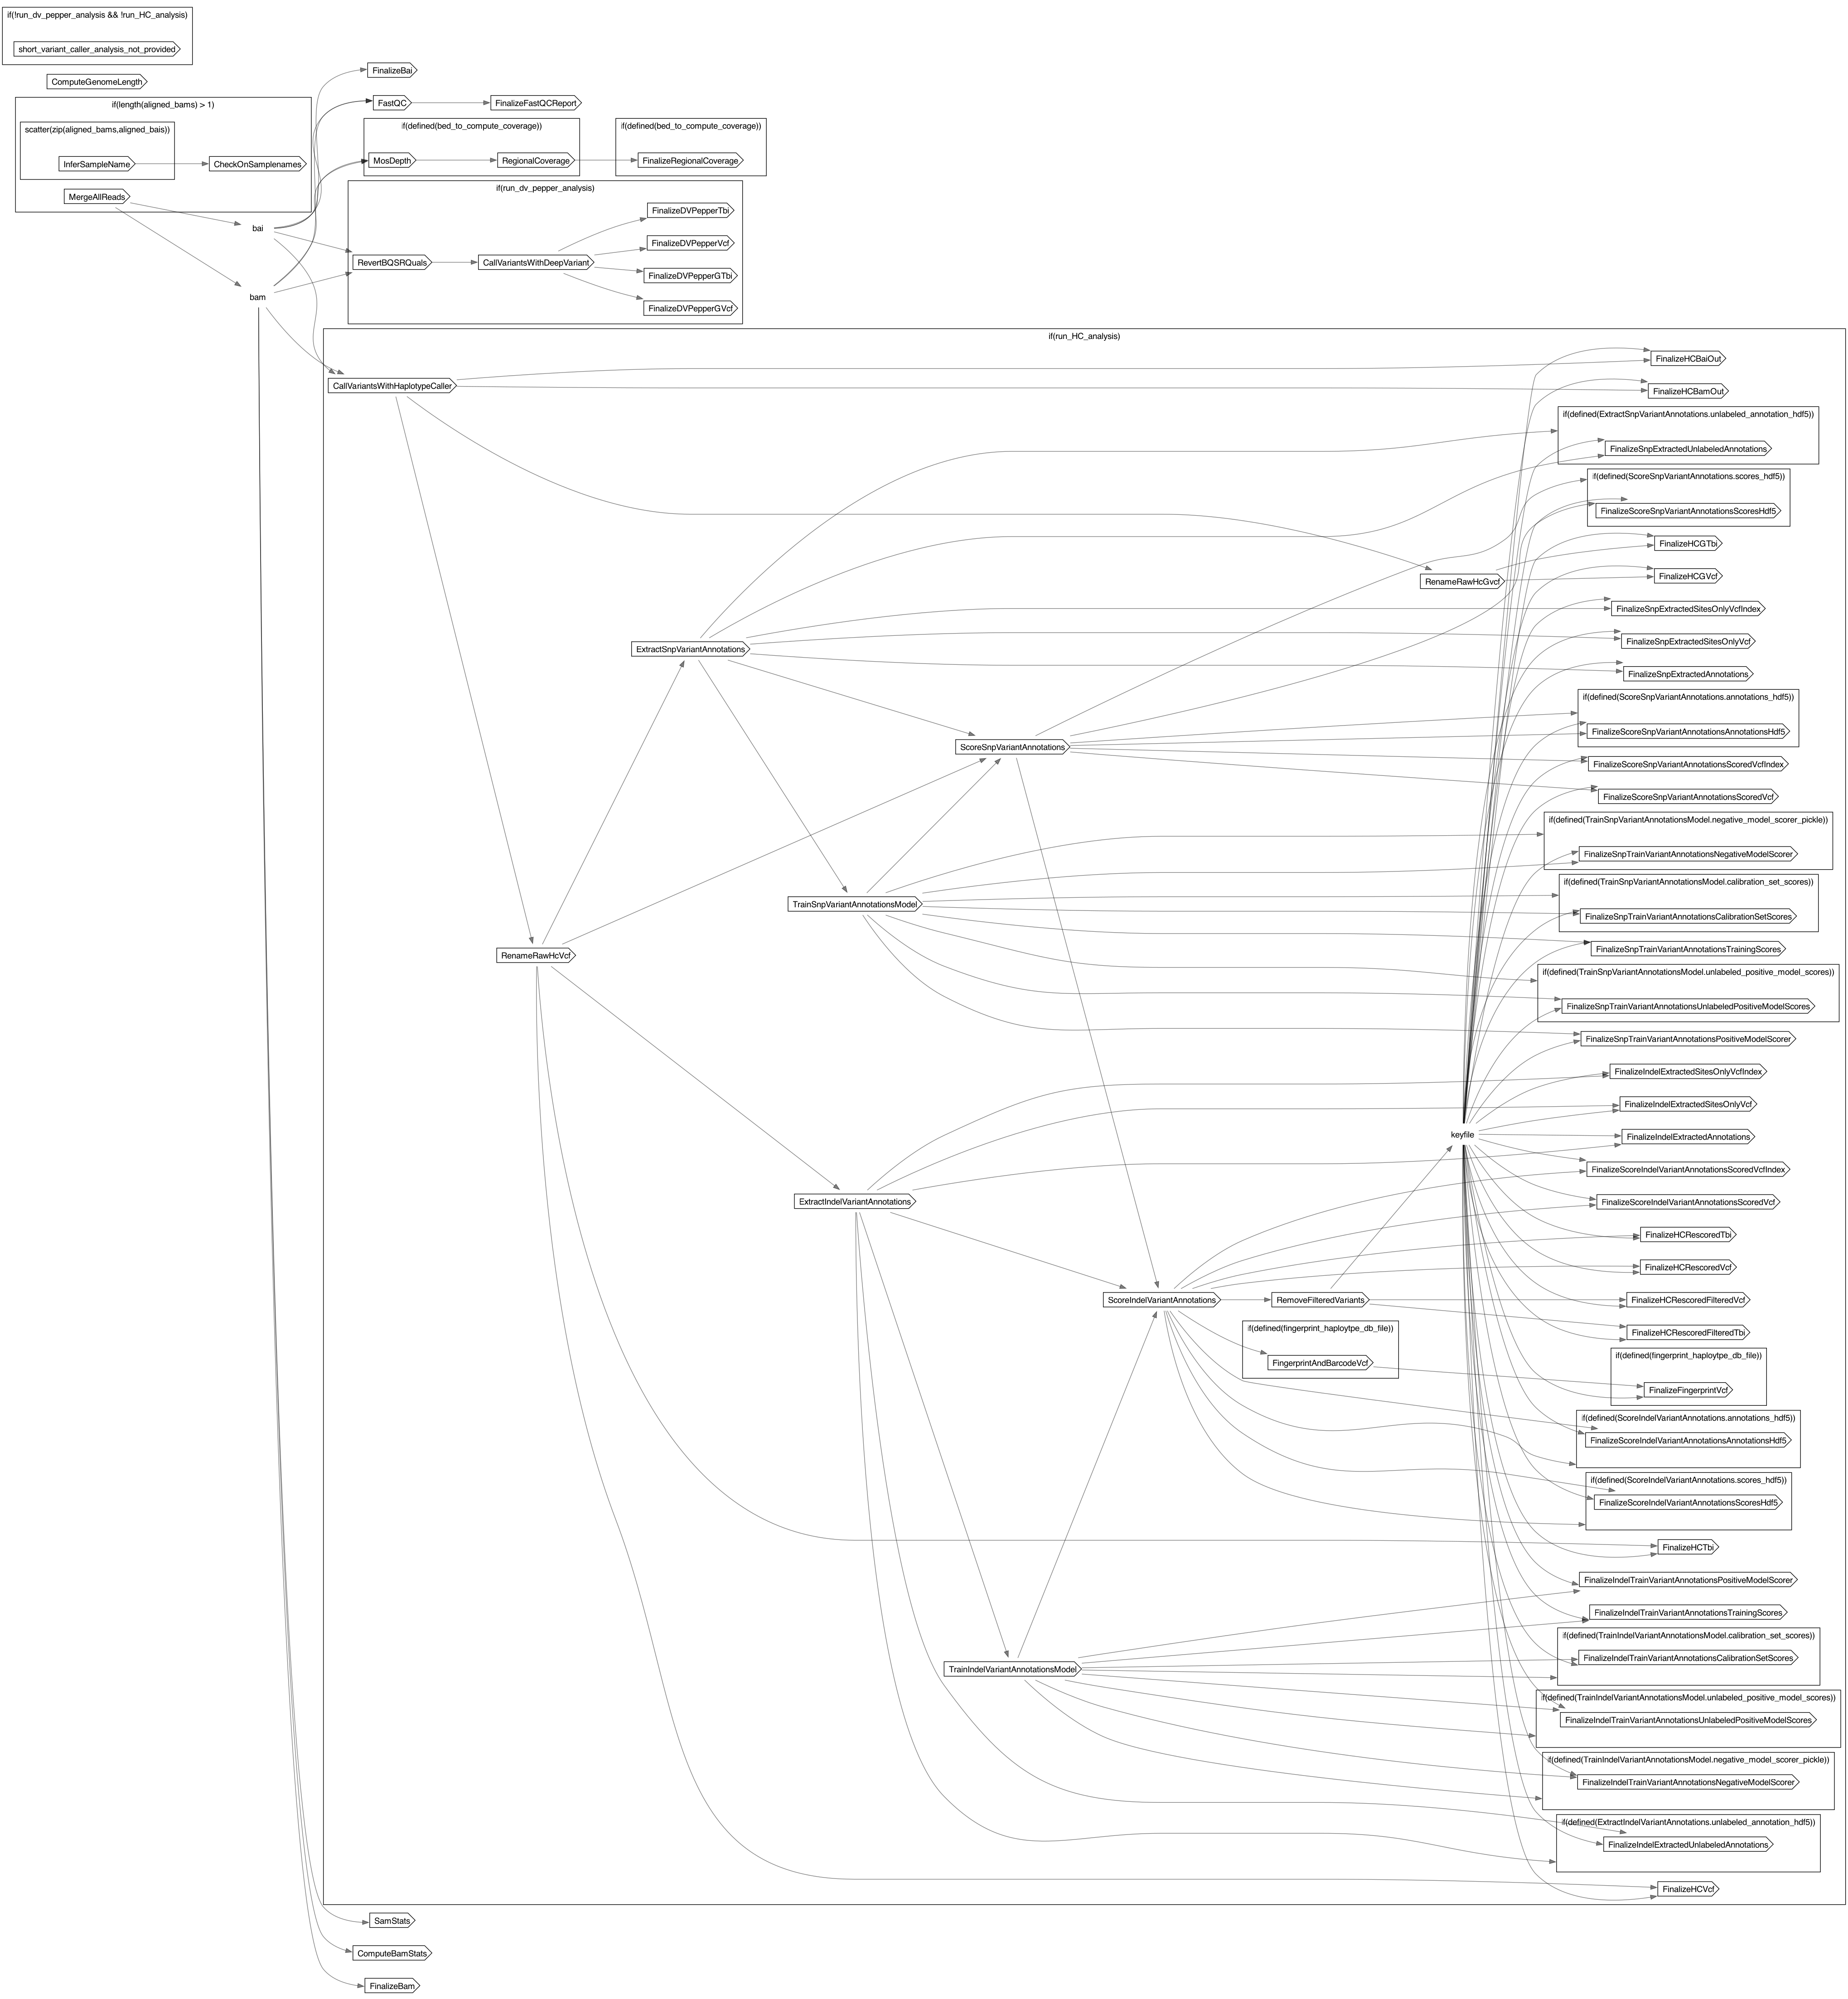 if(!run_dv_pepper_analysis && !run_HC_analysis)
short_variant_caller_analysis_not_provided
ComputeGenomeLength
if(length(aligned_bams) > 1)
scatter(zip(aligned_bams,aligned_bais))
InferSampleName
CheckOnSamplenames
MergeAllReads
bai
bam
FinalizeBai
FastQC
FinalizeFastQCReport
if(defined(bed_to_compute_coverage))
MosDepth
RegionalCoverage
if(defined(bed_to_compute_coverage))
FinalizeRegionalCoverage
if(run_dv_pepper_analysis)
RevertBQSRQuals
CallVariantsWithDeepVariant
FinalizeDVPepperTbi
FinalizeDVPepperVcf
FinalizeDVPepperGTbi
FinalizeDVPepperGVcf
if(run_HC_analysis)
CallVariantsWithHaplotypeCaller
FinalizeHCBaiOut
FinalizeHCBamOut
if(defined(ExtractSnpVariantAnnotations.unlabeled_annotation_hdf5))
FinalizeSnpExtractedUnlabeledAnnotations
if(defined(ScoreSnpVariantAnnotations.scores_hdf5))
FinalizeScoreSnpVariantAnnotationsScoresHdf5
FinalizeHCGTbi
RenameRawHcGvcf
FinalizeHCGVcf
FinalizeSnpExtractedSitesOnlyVcfIndex
FinalizeSnpExtractedSitesOnlyVcf
ExtractSnpVariantAnnotations
FinalizeSnpExtractedAnnotations
if(defined(ScoreSnpVariantAnnotations.annotations_hdf5))
FinalizeScoreSnpVariantAnnotationsAnnotationsHdf5
ScoreSnpVariantAnnotations
FinalizeScoreSnpVariantAnnotationsScoredVcfIndex
FinalizeScoreSnpVariantAnnotationsScoredVcf
if(defined(TrainSnpVariantAnnotationsModel.negative_model_scorer_pickle))
FinalizeSnpTrainVariantAnnotationsNegativeModelScorer
if(defined(TrainSnpVariantAnnotationsModel.calibration_set_scores))
TrainSnpVariantAnnotationsModel
FinalizeSnpTrainVariantAnnotationsCalibrationSetScores
FinalizeSnpTrainVariantAnnotationsTrainingScores
RenameRawHcVcf
if(defined(TrainSnpVariantAnnotationsModel.unlabeled_positive_model_scores))
FinalizeSnpTrainVariantAnnotationsUnlabeledPositiveModelScores
FinalizeSnpTrainVariantAnnotationsPositiveModelScorer
FinalizeIndelExtractedSitesOnlyVcfIndex
FinalizeIndelExtractedSitesOnlyVcf
keyfile
FinalizeIndelExtractedAnnotations
FinalizeScoreIndelVariantAnnotationsScoredVcfIndex
ExtractIndelVariantAnnotations
FinalizeScoreIndelVariantAnnotationsScoredVcf
FinalizeHCRescoredTbi
FinalizeHCRescoredVcf
ScoreIndelVariantAnnotations
RemoveFilteredVariants
FinalizeHCRescoredFilteredVcf
FinalizeHCRescoredFilteredTbi
if(defined(fingerprint_haploytpe_db_file))
FingerprintAndBarcodeVcf
if(defined(fingerprint_haploytpe_db_file))
FinalizeFingerprintVcf
if(defined(ScoreIndelVariantAnnotations.annotations_hdf5))
FinalizeScoreIndelVariantAnnotationsAnnotationsHdf5
if(defined(ScoreIndelVariantAnnotations.scores_hdf5))
FinalizeScoreIndelVariantAnnotationsScoresHdf5
FinalizeHCTbi
FinalizeIndelTrainVariantAnnotationsPositiveModelScorer
FinalizeIndelTrainVariantAnnotationsTrainingScores
if(defined(TrainIndelVariantAnnotationsModel.calibration_set_scores))
FinalizeIndelTrainVariantAnnotationsCalibrationSetScores
TrainIndelVariantAnnotationsModel
if(defined(TrainIndelVariantAnnotationsModel.unlabeled_positive_model_scores))
FinalizeIndelTrainVariantAnnotationsUnlabeledPositiveModelScores
if(defined(TrainIndelVariantAnnotationsModel.negative_model_scorer_pickle))
FinalizeIndelTrainVariantAnnotationsNegativeModelScorer
if(defined(ExtractIndelVariantAnnotations.unlabeled_annotation_hdf5))
FinalizeIndelExtractedUnlabeledAnnotations
FinalizeHCVcf
SamStats
ComputeBamStats
FinalizeBam